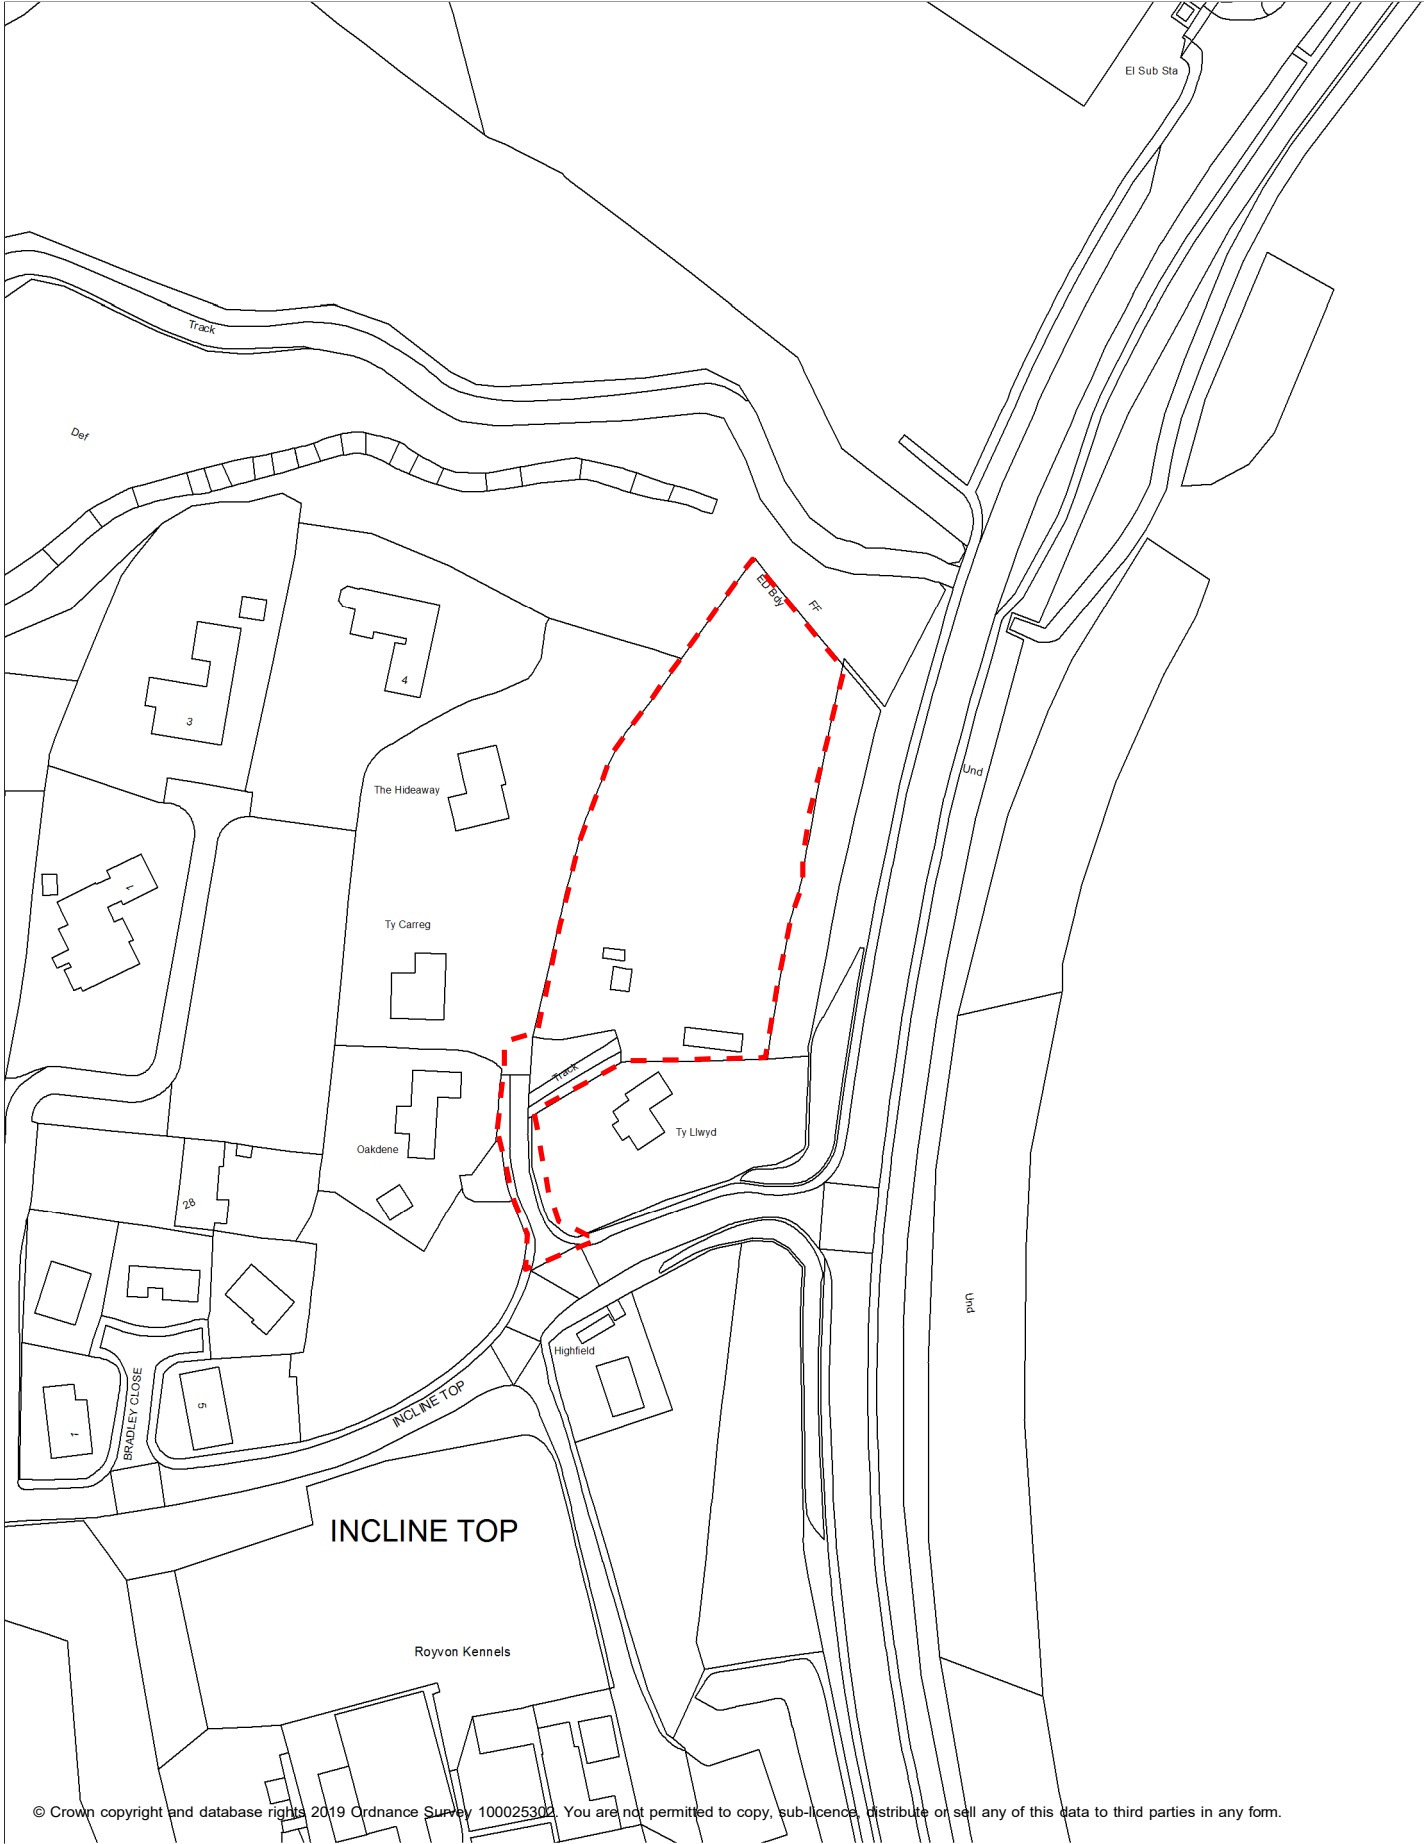 El Sub Sta
Track
Def
ED Bdy
FF
4
3
Und
The Hideaway
1
Ty Carreg
Track
Ty Llwyd
Oakdene
28
Und
Highfield
BRADLEY CLOSE
INCLINE TOP
5
1
INCLINE TOP
Royvon Kennels
© Crown copyright and database rights 2019 Ordnance Survey 100025302. You are not permitted to copy, sub-licence, distribute or sell any of this data to third parties in any form.